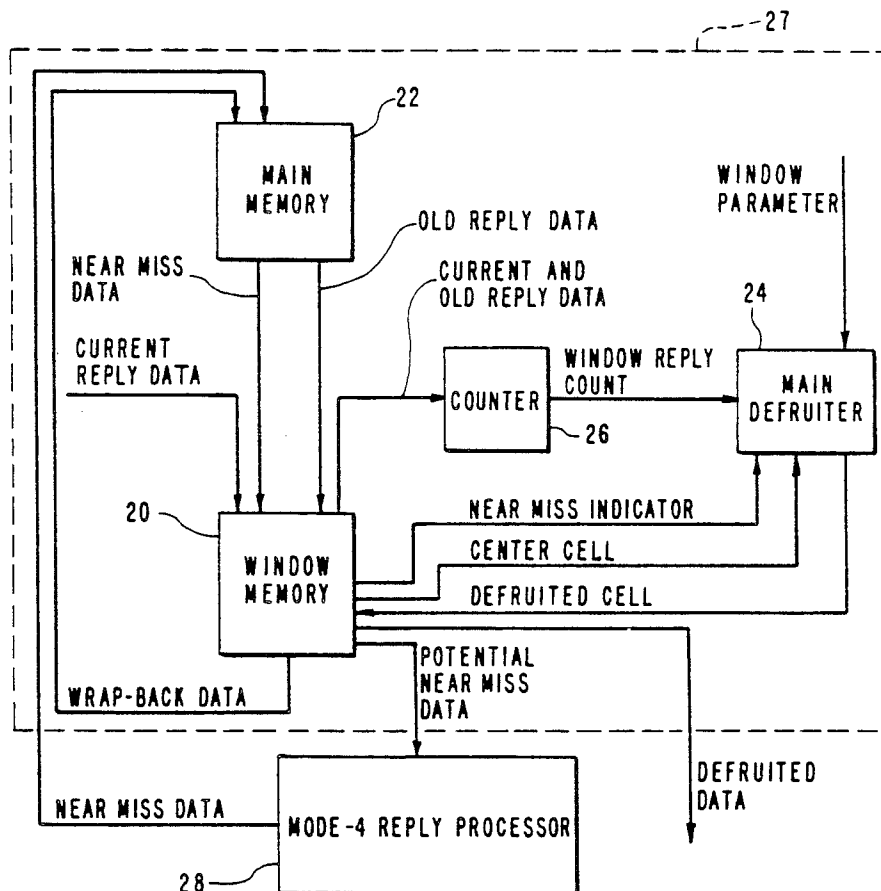 27
22
MAIN
MEMORY
WINDOW
PARAMETER
OLD REPLY DATA
NEAR MISS
DATA
CURRENT AND
OLD REPLY DATA
24
CURRENT
REPLY DATA
COUNTER
WINDOW REPLY
COUNT
MAIN
DEFRUITER
26
20
NEAR MISS INDICATOR
WINDOW
MEMORY
CENTER CELL
DEFRUITED CELL
POTENTIAL
NEAR MISS
DATA
WRAP-BACK DATA
DEFRUITED
DATA
NEAR MISS DATA
MODE-4 REPLY PROCESSOR
28